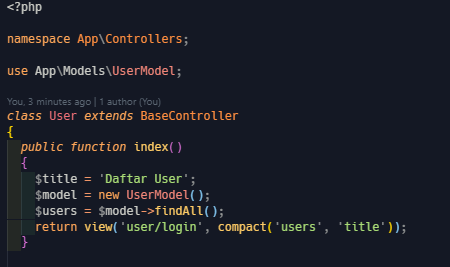 <?php
namespace App\Controllers;
use App\Models\UserModel;
You, 3 minutes ago | 1 author (You)
class User extends BaseController
{
public function index()
{
$title = 'Daftar User';
$model = new UserModel();
$users = $model->findAll();
return view('user/login', compact('users', 'title'));
}